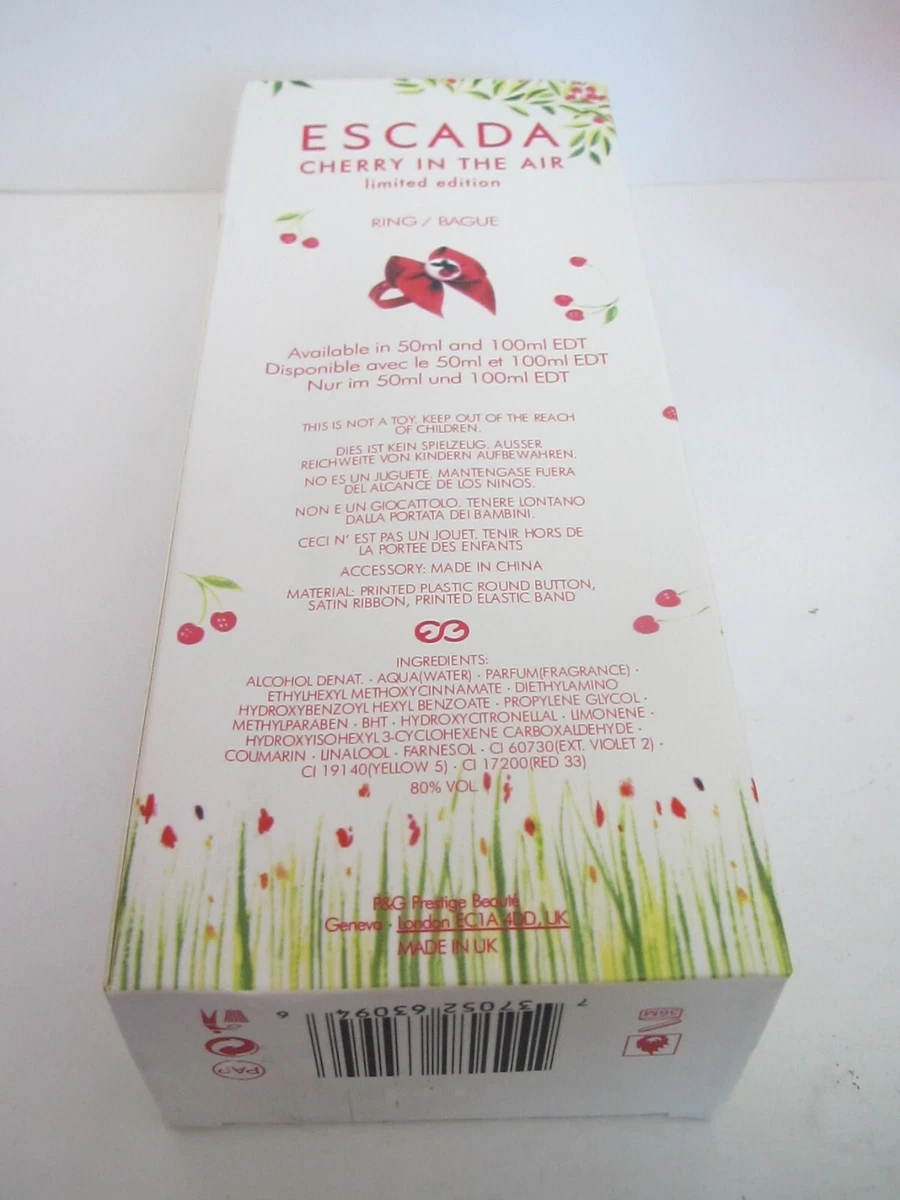 ESCADA
CHERRY IN THE AIR
limited edition
RING / BAGUE
Available in 50ml and 100ml EDT
Disponible avec le 50ml et 100ml EDT
Nur im 50ml und 100ml EDT
THIS IS NOT A TOY. KEEP OUT OF THE REACH
OF CHILDREN.
DIES IST KEIN SPIELZEUG. AUSSER
REICHWEITE VON KINDERN AUFBEWAHREN.
NO ES UN JUGUETE, MANTENGASE FUERA
DEL ALCANCE DE LOS NINOS.
NON E UN GIOCATTOLO. TENERE LONTANO
DALLA PORTATA DEI BAMBINI.
CECI N' EST PAS UN JOUET. TENIR HORS DE
LA PORTEE DES ENFANTS
ACCESSORY: MADE IN CHINA
MATERIAL: PRINTED PLASTIC ROUND BUTTON,
SATIN RIBBON, PRINTED ELASTIC BAND
INGREDIENTS:
ALCOHOL DENAT. · AQUA(WATER) · PARFUM(FRAGRANCE) ·
ETHYLHEXYL METHOXYCINNAMATE · DIETHYLAMINO
HYDROXYBENZOYL HEXYL BENZOATE · PROPYLENE GLYCOL ·
METHYLPARABEN · BHT · HYDROXYCITRONELLAL · LIMONENE ·
HYDROXYISOHEXYL 3-CYCLOHEXENE CARBOXALDEHYDE ·
COUMARIN · LINALOOL · FARNESOL · CI 60730(EXT. VIOLET 2) ·
CI 19140(YELLOW 5) · CI 17200(RED 33)
80% VOL.
P&G Prestige Beauté
Geneva · London EC1A 4DD, UK
MADE IN UK
7 37052 63094 6
36M
PAP